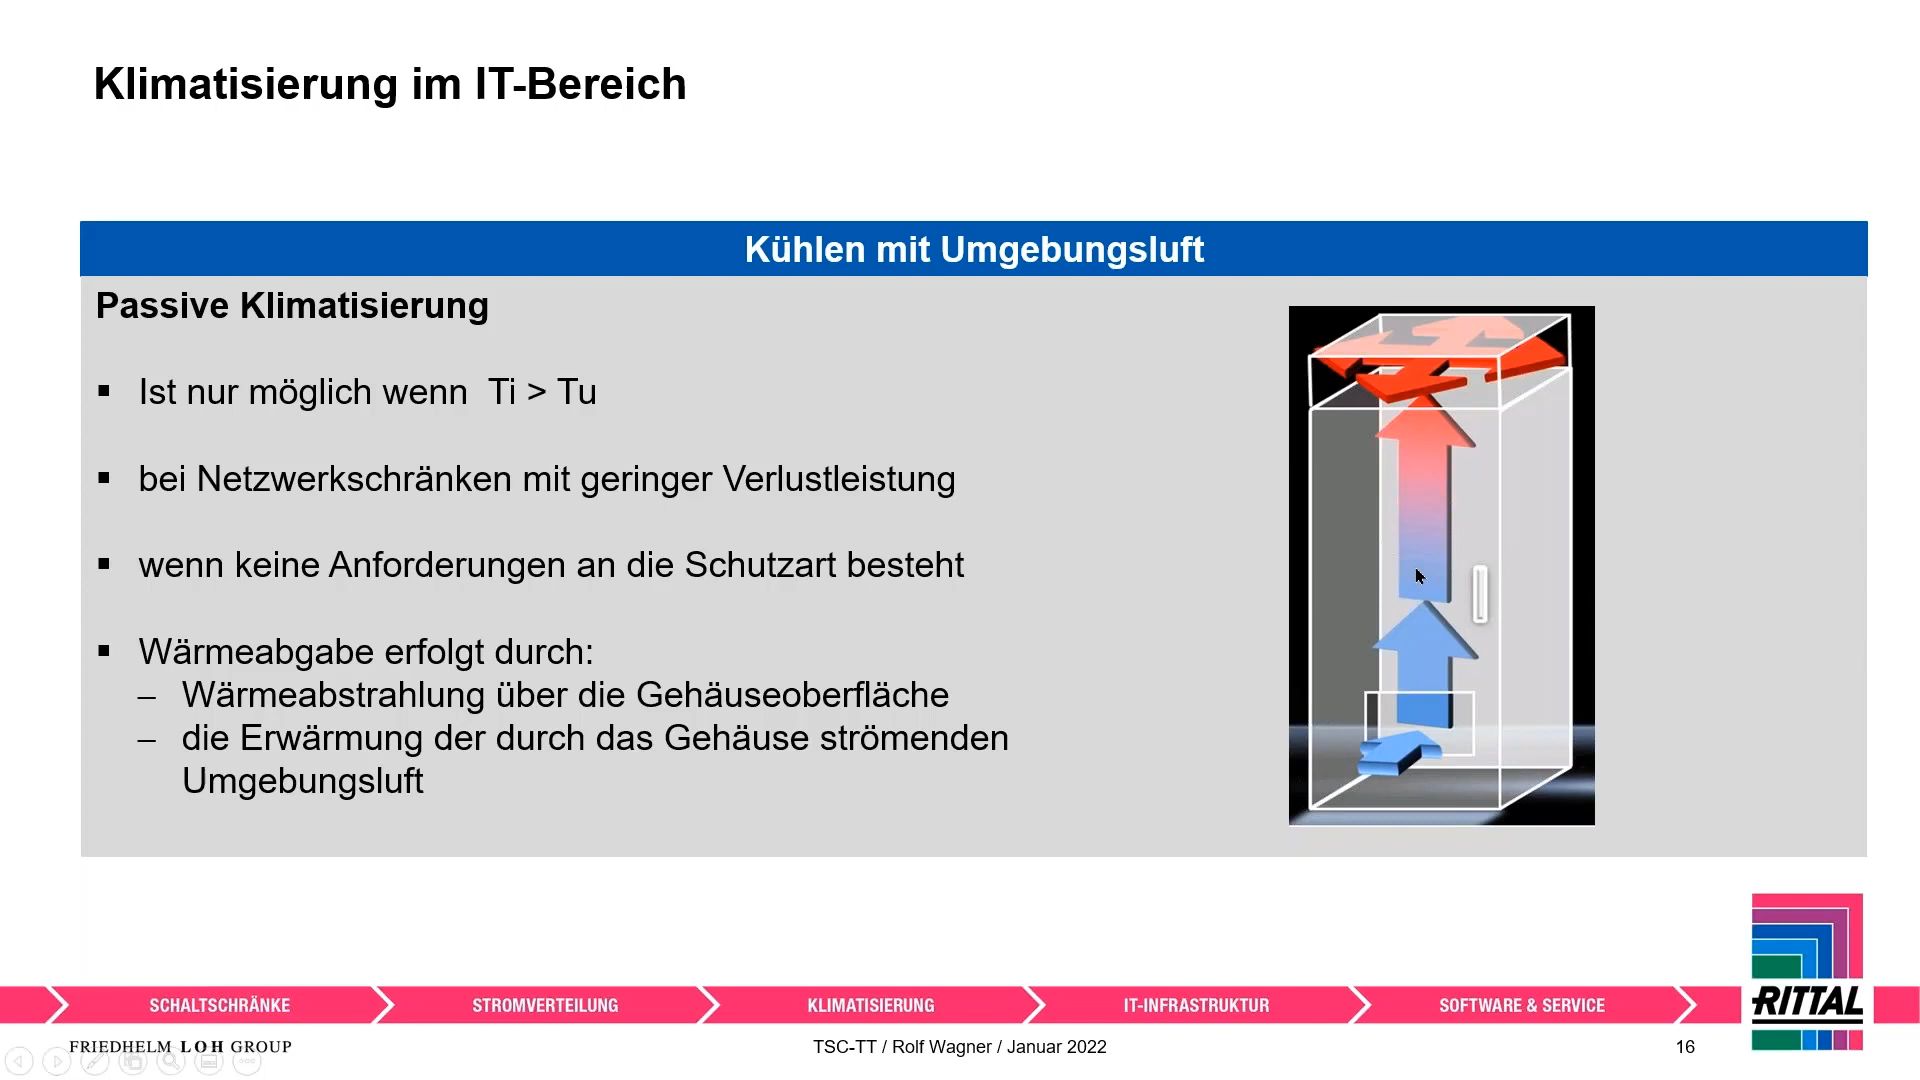 Klimatisierung im IT-Bereich
Kühlen mit Umgebungsluft
Passive Klimatisierung
▪ Ist nur möglich wenn  Ti > Tu
▪ bei Netzwerkschränken mit geringer Verlustleistung
▪ wenn keine Anforderungen an die Schutzart besteht
▪ Wärmeabgabe erfolgt durch:
– Wärmeabstrahlung über die Gehäuseoberfläche
– die Erwärmung der durch das Gehäuse strömenden
Umgebungsluft
SCHALTSCHRÄNKE
STROMVERTEILUNG
KLIMATISIERUNG
IT-INFRASTRUKTUR
SOFTWARE & SERVICE
RITTAL
FRIEDHELM LOH GROUP
TSC-TT / Rolf Wagner / Januar 2022
16